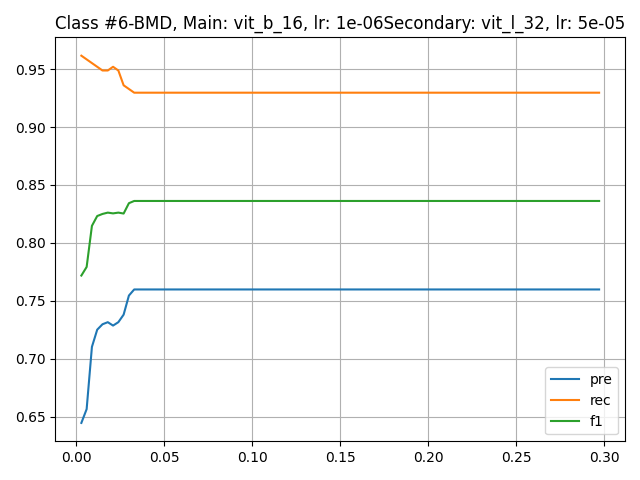 Class #6-BMD, Main: vit_b_16, lr: 1e-06Secondary: vit_l_32, lr: 5e-05
0.95
0.90
0.85
0.80
0.75
0.70
0.65
pre
rec
f1
0.00 0.05 0.10 0.15 0.20 0.25 0.30